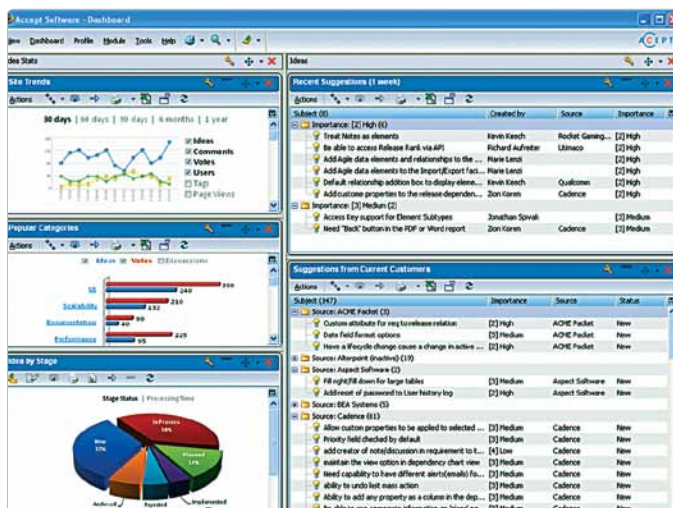 Accept Software - Dashboard
Dashboard Profile Module Tools Help
ACCEPT
Idea Stats
Ideas
Site Trends
Actions
30 days | 60 days | 90 days | 6 months | 1 year
Ideas
Comments
Votes
Users
Tags
Page Views
Popular Categories
Actions
Ideas Votes Discussions
UI
240
Scalability
210
132
Documentation
40
Performance
225
95
Idea by Stage
Stage Status | Processing Time
In Process
New
Planned
Archived
Rejected
Implemented
Recent Suggestions (1 week)
Actions
Subject (8) Created by Source Importance
Importance: [2] High (6)
Treat Notes as elements Kevin Keech Rocket Gaming... [2] High
Be able to access Release Rank via API Richard Aufreiter Utimaco [2] High
Add Agile data elements and relationships to the ... Marie Lenzi [2] High
Add Agile data elements to the Import/Export faci... Marie Lenzi [2] High
Default relationship addition box to display eleme... Kevin Keech Qualcomm [2] High
Add custome properties to the release dependen... Zion Koren Cadence [2] High
Importance: [3] Medium (2)
Access Key support for Element Subtypes Jonathan Spivak [3] Medium
Need "Back" button in the PDF or Word report Zion Koren Cadence [3] Medium
Suggestions from Current Customers
Actions
Subject (347) Importance Source Status
Source: ACME Packet (3)
Custom attribute for req to release relation [2] High ACME Packet New
Date field format options [3] Medium ACME Packet New
Have a lifecycle change cause a change in active ... [2] High ACME Packet New
Source: Alterpoint (inactive) (19)
Source: Aspect Software (2)
Fill right/fill down for large tables [3] Medium Aspect Software New
Add reset of password to User history log [2] High Aspect Software New
Source: BEA Systems (5)
Source: Cadence (61)
Allow custom properties to be applied to selected ... [3] Medium Cadence New
Priority field checked by default [3] Medium Cadence New
add creator of note/discussion in requirement to t... [4] Low Cadence New
maintain the view option in dependency chart view [3] Medium Cadence New
Need capability to have different alerts(emails) fo... [3] Medium Cadence New
ability to undo last mass action [3] Medium Cadence New
Ability to add any property as a column in the dep... [3] Medium Cadence New